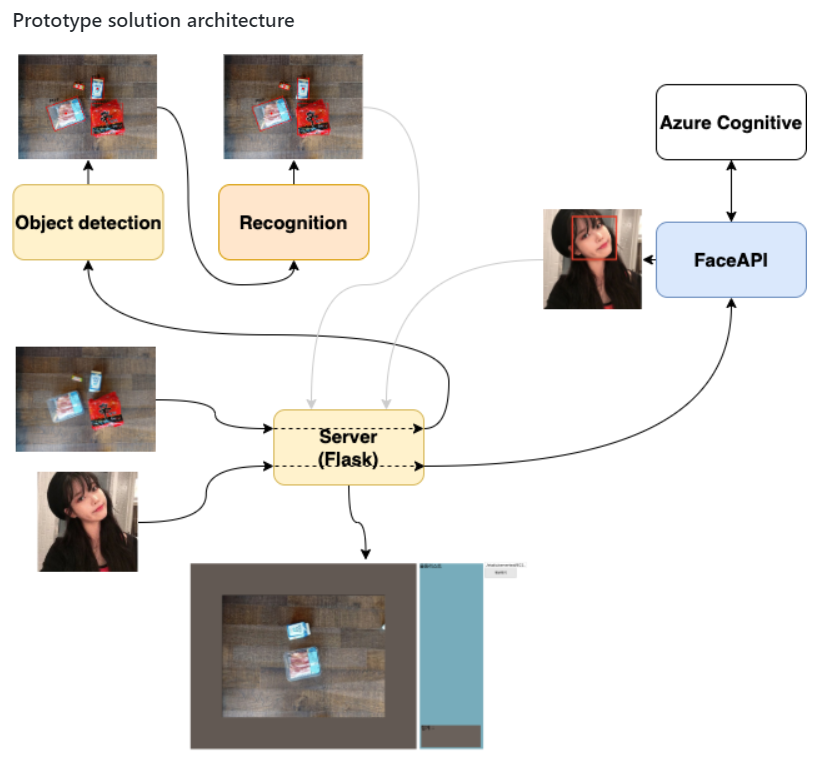 Prototype solution architecture
Azure Cognitive
Object detection
Recognition
FaceAPI
Server
(Flask)